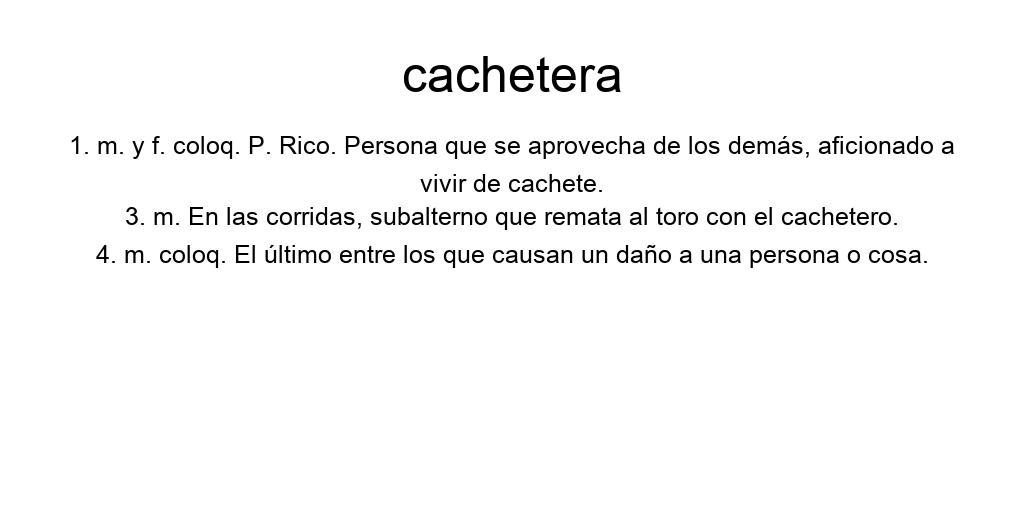 cachetera
1. m. y f. coloq. P. Rico. Persona que se aprovecha de los demás, aficionado a
vivir de cachete.
3. m. En las corridas, subalterno que remata al toro con el cachetero.
4. m. coloq. El último entre los que causan un daño a una persona o cosa.